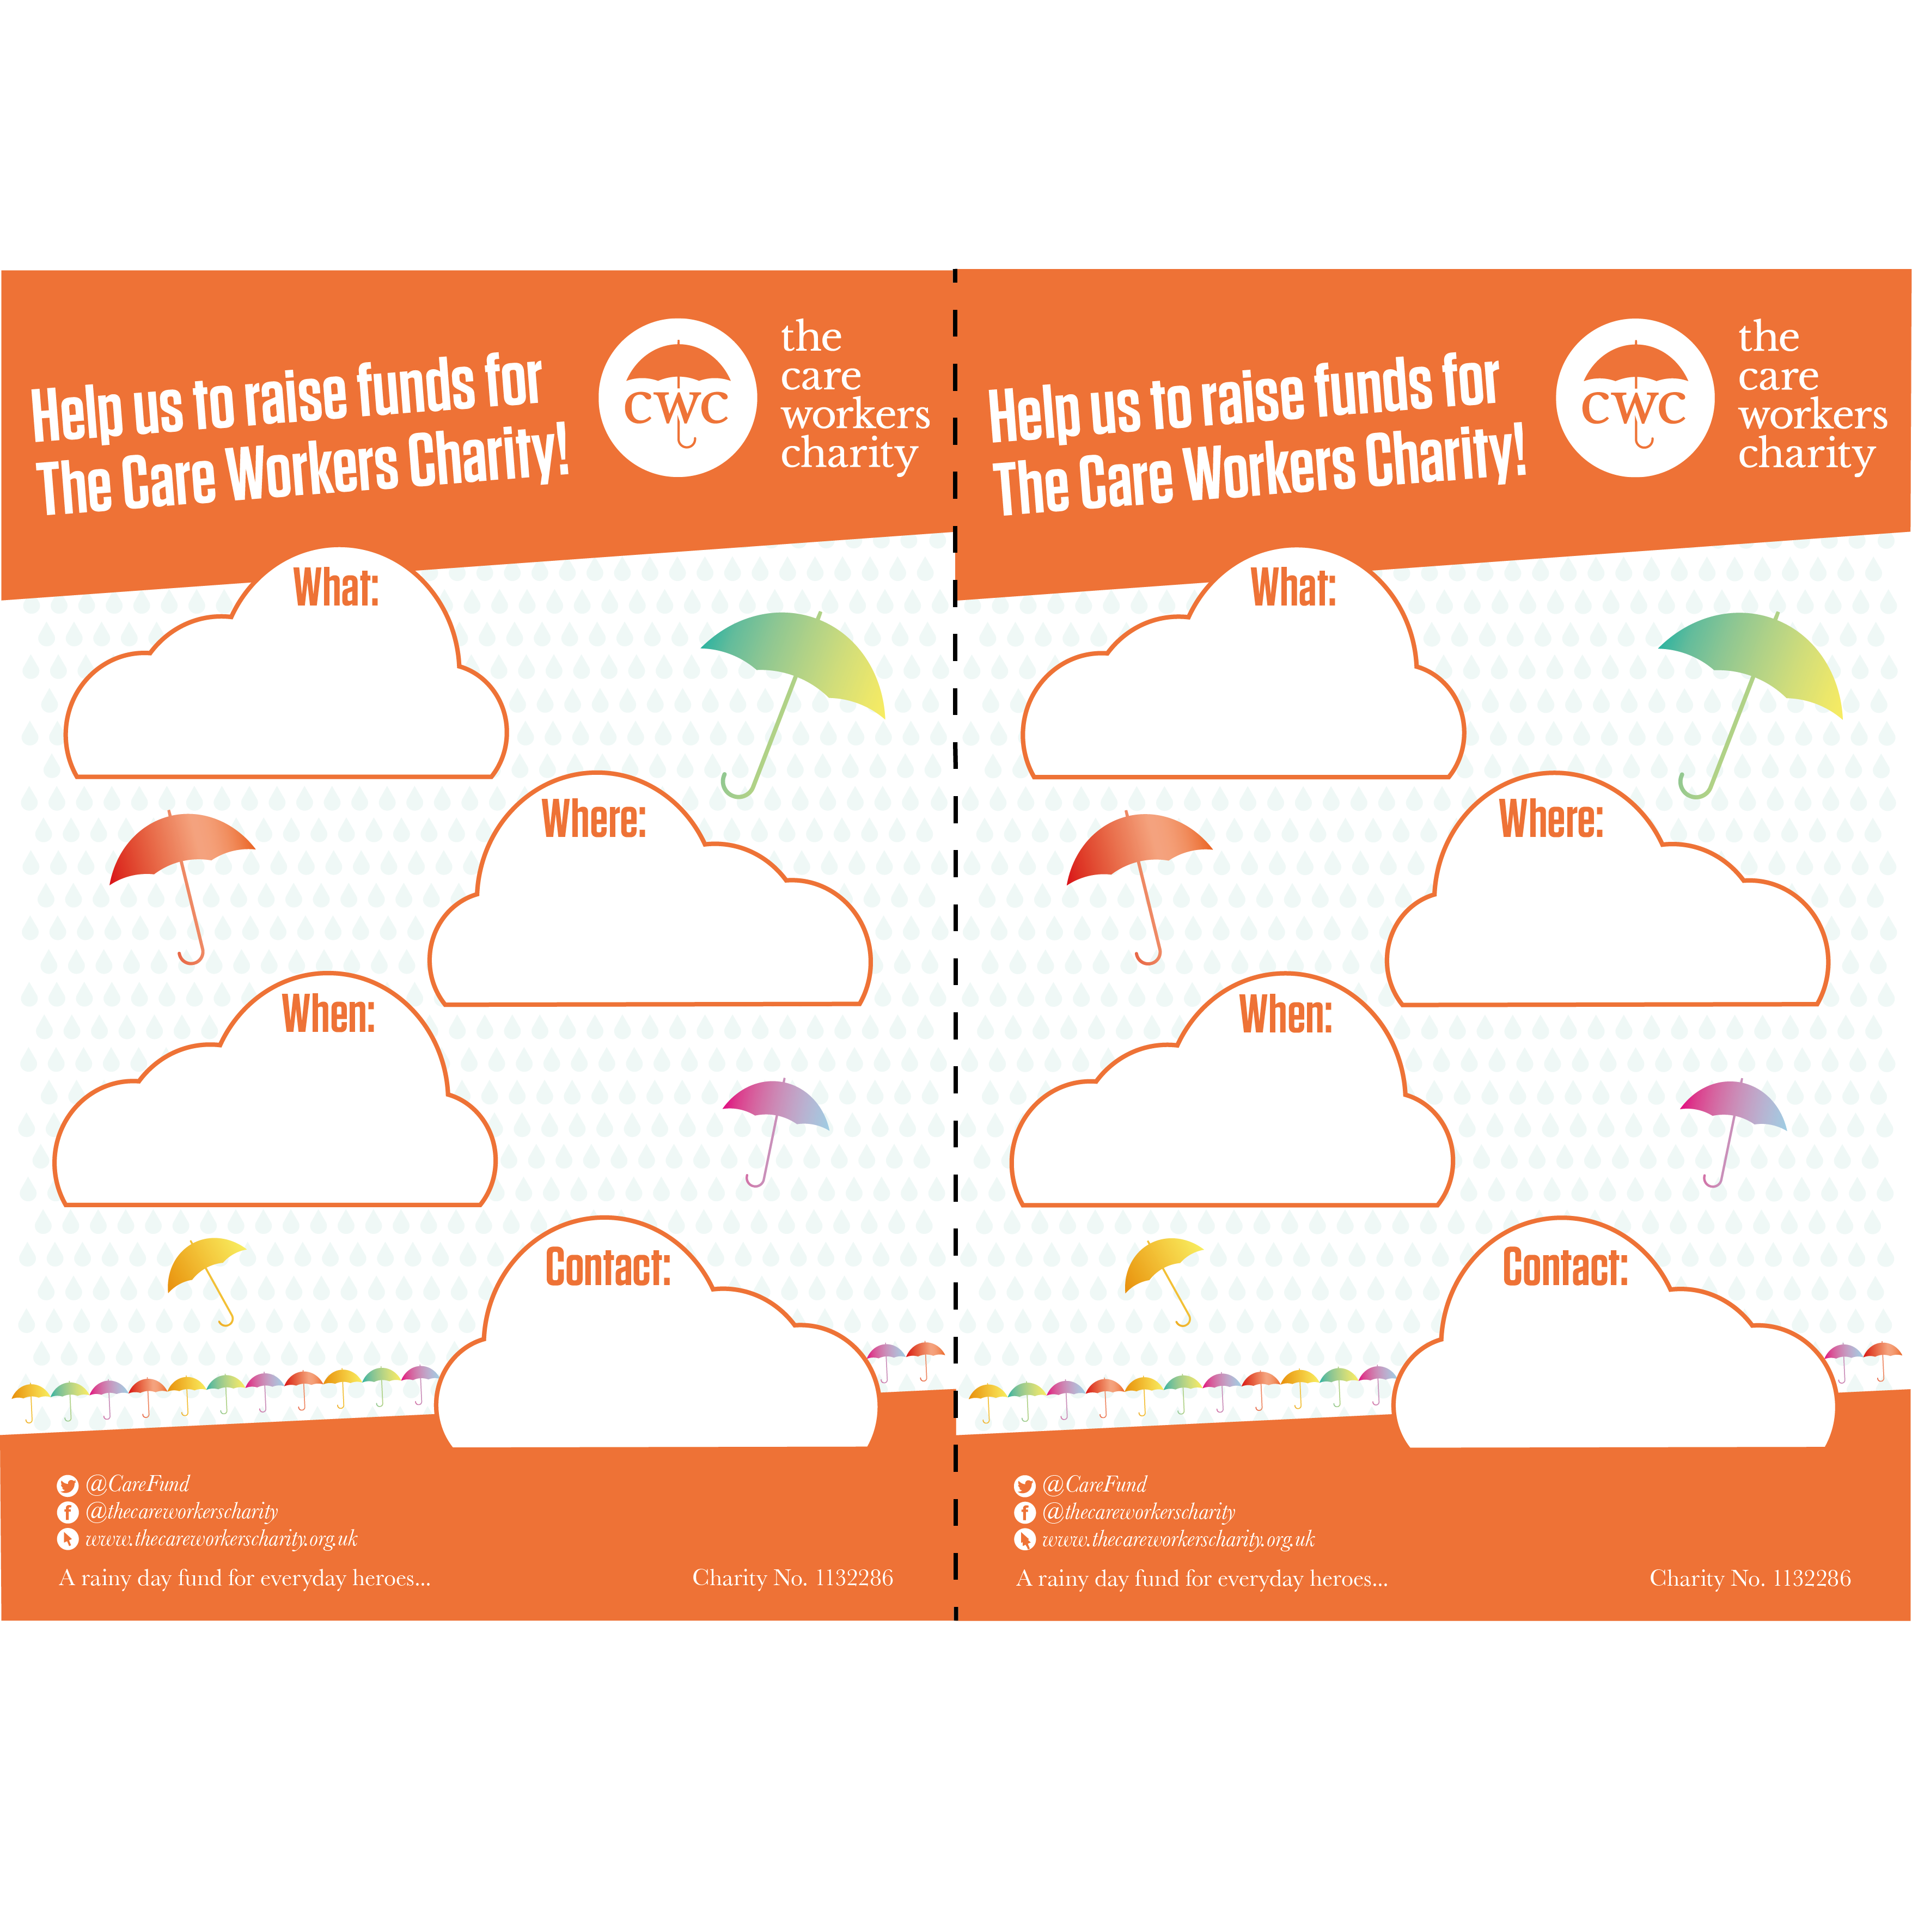 Help us to raise funds for
The Care Workers Charity!
cwc
the
care
workers
charity
What:
Where:
When:
Contact:
@CareFund
@thecareworkerscharity
www.thecareworkerscharity.org.uk
A rainy day fund for everyday heroes...
Charity No. 1132286
Help us to raise funds for
The Care Workers Charity!
cwc
the
care
workers
charity
What:
Where:
When:
Contact:
@CareFund
@thecareworkerscharity
www.thecareworkerscharity.org.uk
A rainy day fund for everyday heroes...
Charity No. 1132286